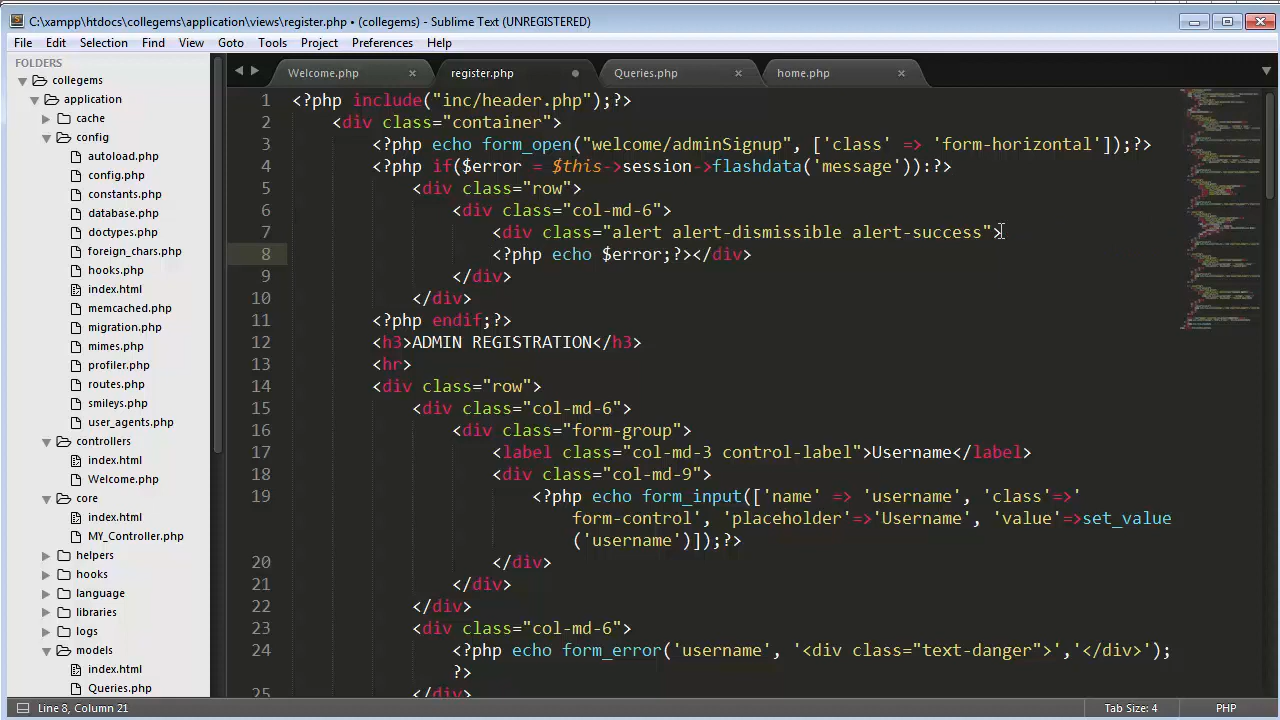 C:\xampp\htdocs\collegems\application\views\register.php • (collegems) - Sublime Text (UNREGISTERED)
File Edit Selection Find View Goto Tools Project Preferences Help
FOLDERS
collegems
application
cache
config
autoload.php
config.php
constants.php
database.php
doctypes.php
foreign_chars.php
hooks.php
index.html
memcached.php
migration.php
mimes.php
profiler.php
routes.php
smileys.php
user_agents.php
controllers
index.html
Welcome.php
core
index.html
MY_Controller.php
helpers
hooks
language
libraries
logs
models
index.html
Queries.php
Welcome.php × register.php • Queries.php × home.php ×
1 <?php include("inc/header.php");?>
2 <div class="container">
3 <?php echo form_open("welcome/adminSignup", ['class' => 'form-horizontal']);?>
4 <?php if($error = $this->session->flashdata('message')):?>
5 <div class="row">
6 <div class="col-md-6">
7 <div class="alert alert-dismissible alert-success">
8 <?php echo $error;?></div>
9 </div>
10 </div>
11 <?php endif;?>
12 <h3>ADMIN REGISTRATION</h3>
13 <hr>
14 <div class="row">
15 <div class="col-md-6">
16 <div class="form-group">
17 <label class="col-md-3 control-label">Username</label>
18 <div class="col-md-9">
19 <?php echo form_input(['name' => 'username', 'class'=>'
form-control', 'placeholder'=>'Username', 'value'=>set_value
('username')]);?>
20 </div>
21 </div>
22 </div>
23 <div class="col-md-6">
24 <?php echo form_error('username', '<div class="text-danger">','</div>');
?>
25 </div>
Line 8, Column 21
Tab Size: 4
PHP